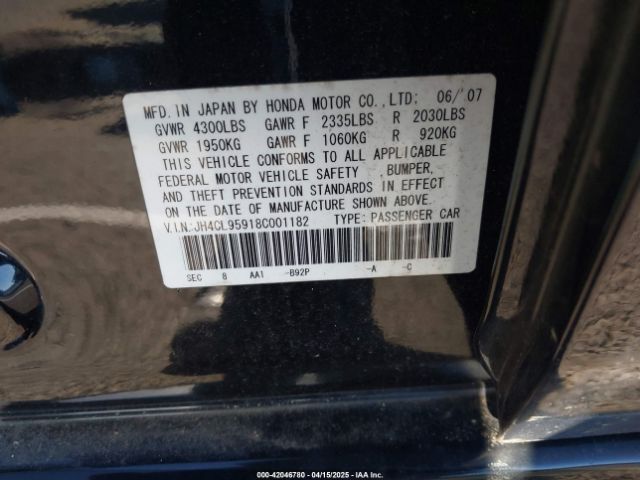 MFD.IN JAPAN BY HONDA MOTOR CO.,LTD: 06/'07
GVWR 4300LBS GAWR F 2335LBS R 2030LBS
GVWR 1950KG GAWR F 1060KG R 920KG
THIS VEHICLE CONFORMS TO ALL APPLICABLE
FEDERAL MOTOR VEHICLE SAFETY ,BUMPER,
AND THEFT PREVENTION STANDARDS IN EFFECT
ON THE DATE OF MANUFACTURE SHOWN ABOVE.
V.I.N:JH4CL95918C001182 TYPE: PASSENGER CAR
SEC 8 AA1 -B92P -A -C
000-42046780 - 04/15/2025 - IAAI, Inc.